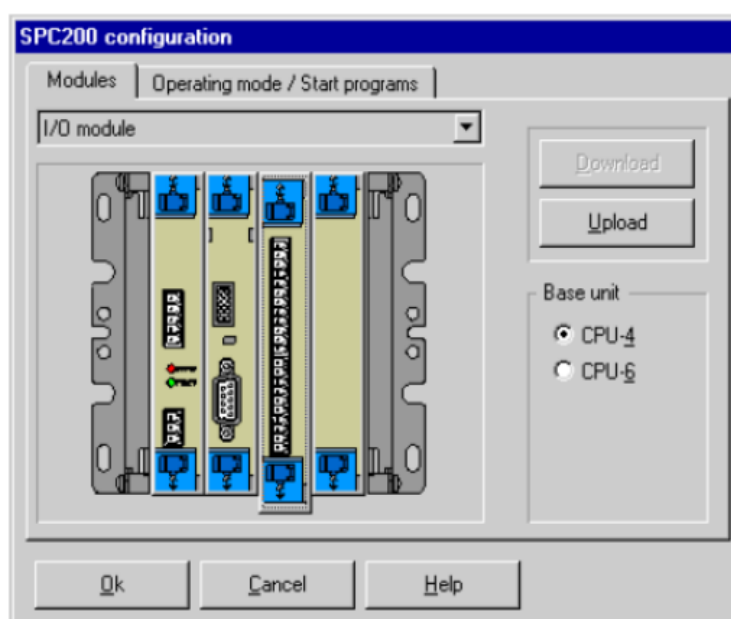 SPC200 configuration
Modules
Operating mode / Start programs
I/O module
Download
Upload
Base unit
CPU-4
CPU-6
Ok
Cancel
Help